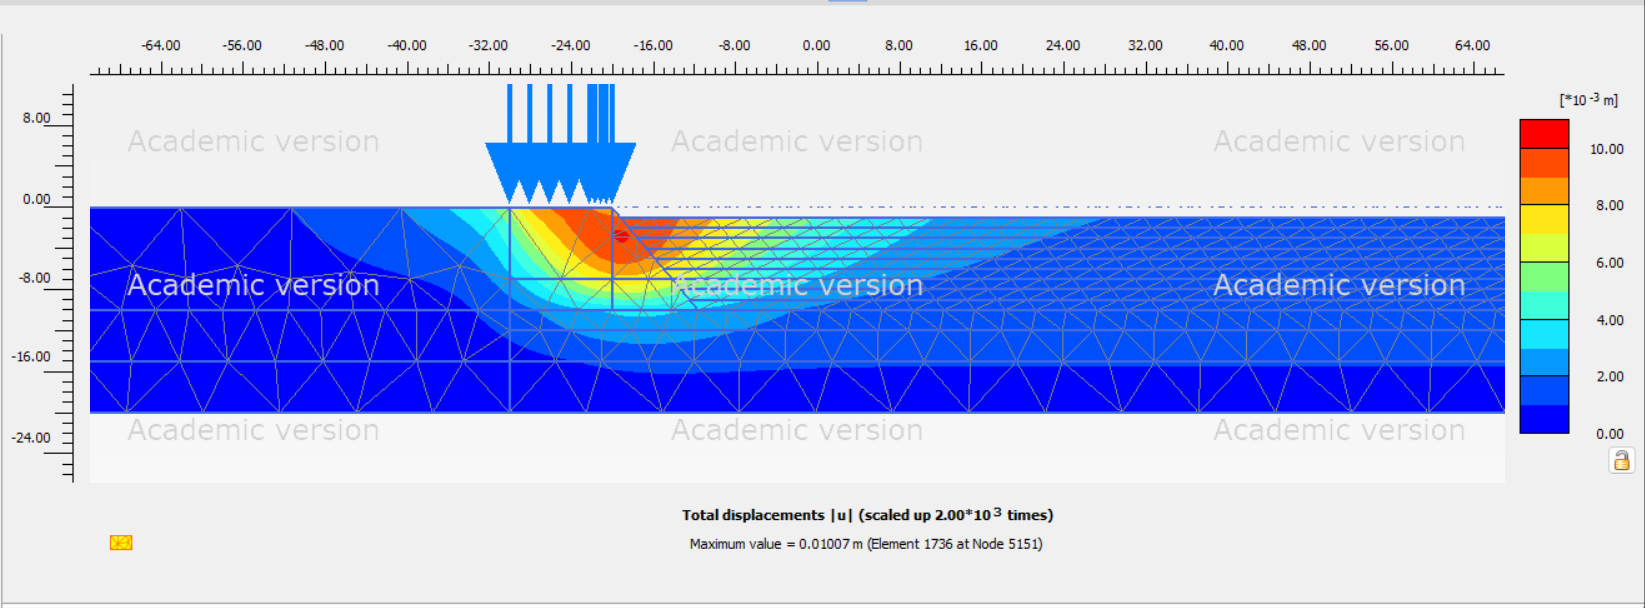 -64.00 -56.00 -48.00 -40.00 -32.00 -24.00 -16.00 -8.00 0.00 8.00 16.00 24.00 32.00 40.00 48.00 56.00 64.00
[*10 -3 m]
8.00
0.00
-8.00
-16.00
-24.00
Academic version Academic version Academic version
Academic version Academic version Academic version
Academic version Academic version Academic version
10.00
8.00
6.00
4.00
2.00
0.00
Total displacements |u| (scaled up 2.00*10 3 times)
Maximum value = 0.01007 m (Element 1736 at Node 5151)